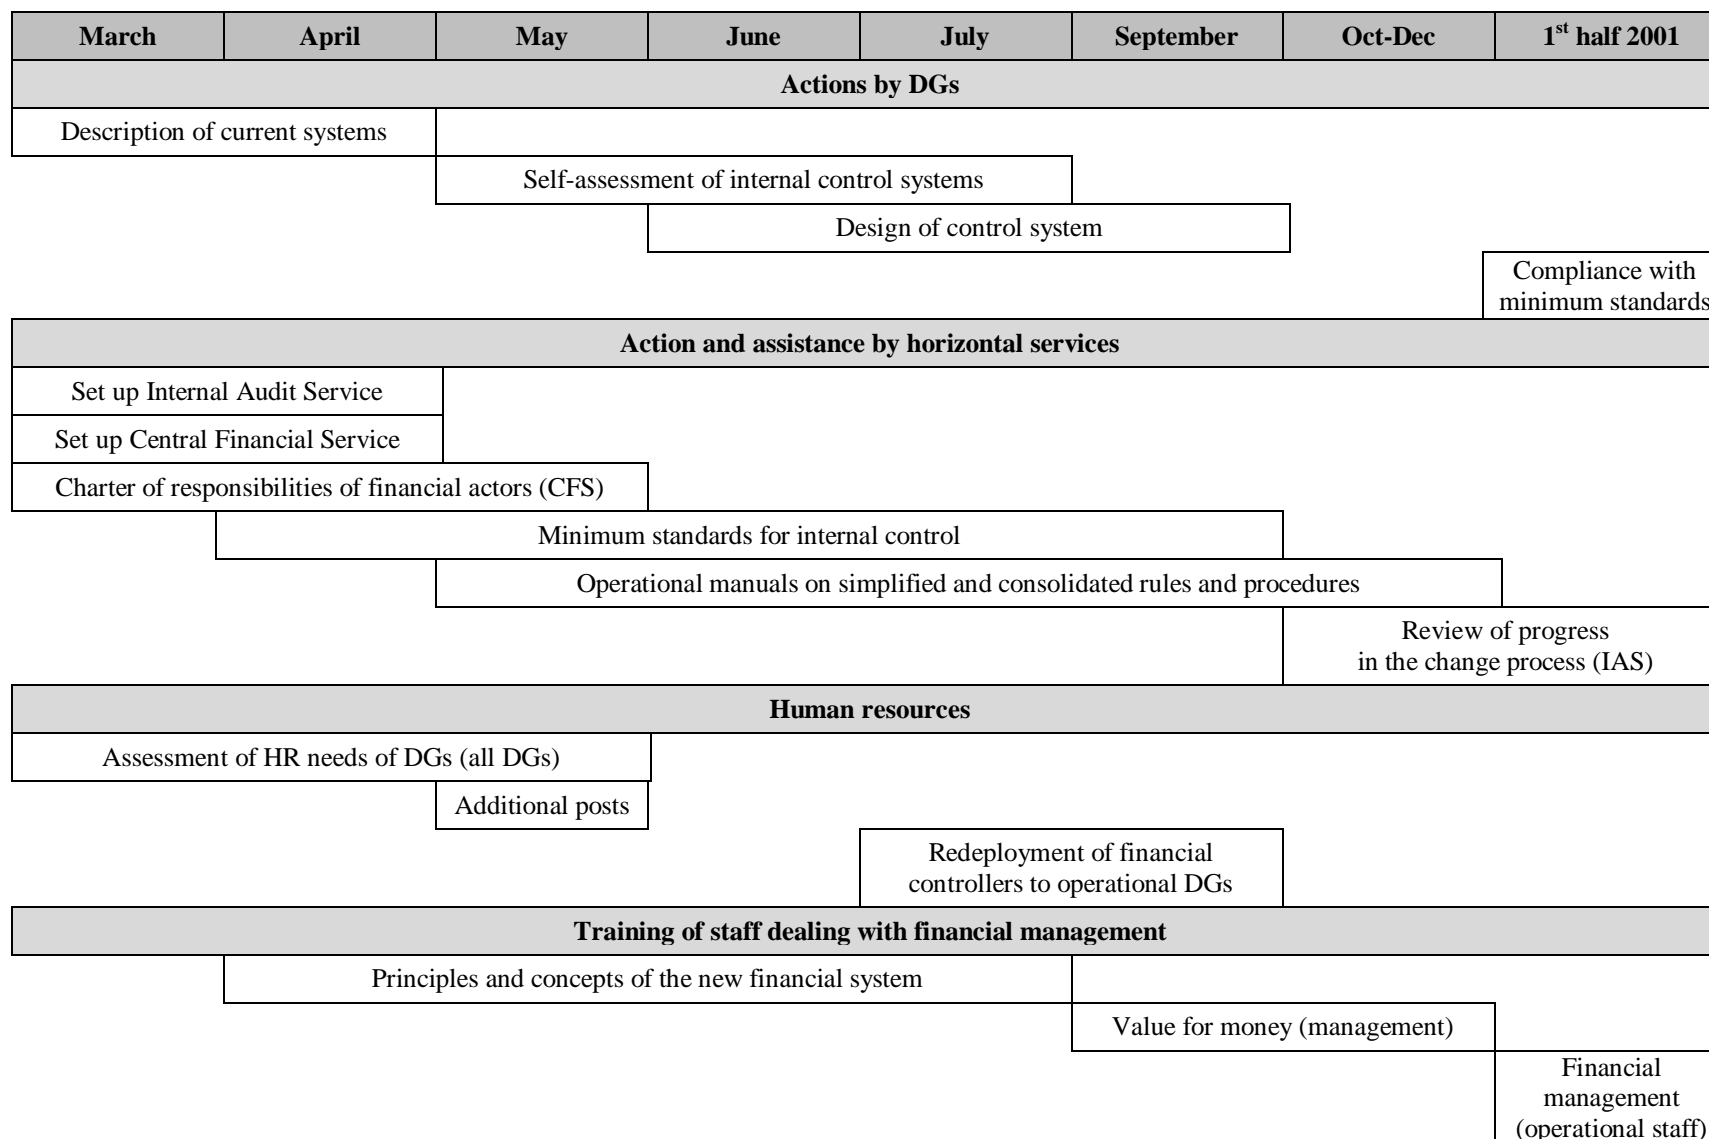 March April May June July September Oct-Dec 1st half 2001
Actions by DGs
Description of current systems
Self-assessment of internal control systems
Design of control system
Compliance with
minimum standards
Action and assistance by horizontal services
Set up Internal Audit Service
Set up Central Financial Service
Charter of responsibilities of financial actors (CFS)
Minimum standards for internal control
Operational manuals on simplified and consolidated rules and procedures
Review of progress
in the change process (IAS)
Human resources
Assessment of HR needs of DGs (all DGs)
Additional posts
Redeployment of financial
controllers to operational DGs
Training of staff dealing with financial management
Principles and concepts of the new financial system
Value for money (management)
Financial
management
(operational staff)